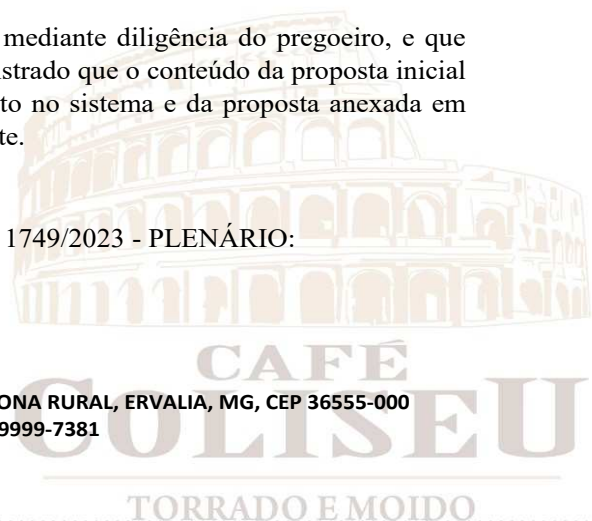 mediante diligência do pregoeiro, e que
strado que o conteúdo da proposta inicial
to no sistema e da proposta anexada em
te.
1749/2023 - PLENÁRIO:
CAFÉ
ONA RURAL, ERVALIA, MG, CEP 36555-000
9999-7381
COLISEU
TORRADO E MOIDO